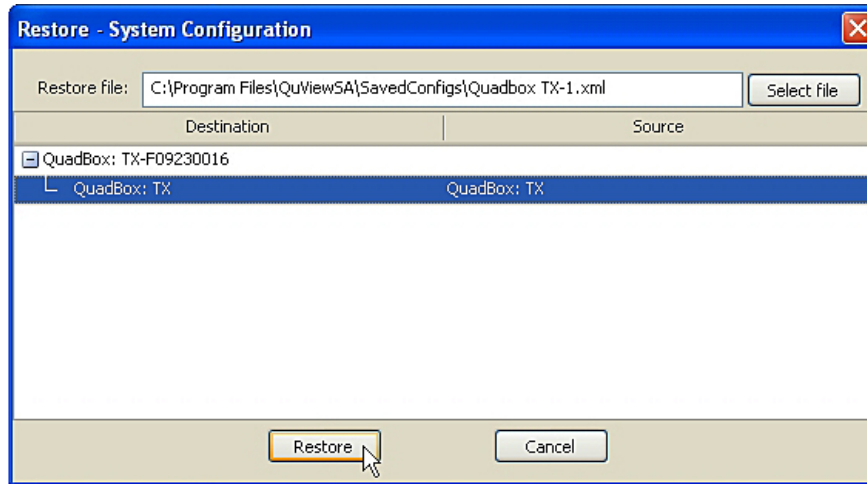 Restore - System Configuration
Restore file: C:\Program Files\QuViewSA\SavedConfigs\Quadbox TX-1.xml Select file
Destination Source
QuadBox: TX-F09230016
QuadBox: TX QuadBox: TX
Restore Cancel